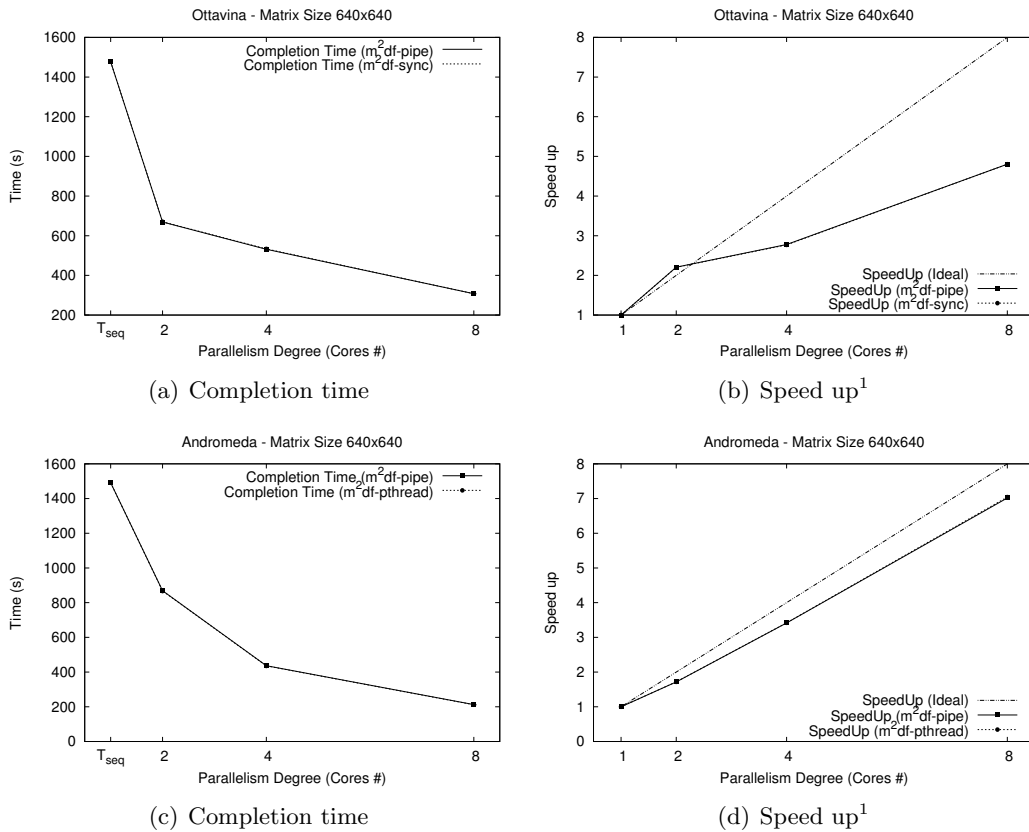 Ottavina - Matrix Size 640x640
Completion Time (m²df-pipe)
Completion Time (m²df-sync)
1600
1400
1200
1000
800
600
400
200
Time (s)
T_seq 2 4 8
Parallelism Degree (Cores #)
(a) Completion time
Ottavina - Matrix Size 640x640
8
7
6
5
4
3
2
1
Speed up
SpeedUp (Ideal)
SpeedUp (m²df-pipe)
SpeedUp (m²df-sync)
1 2 4 8
Parallelism Degree (Cores #)
(b) Speed up¹
Andromeda - Matrix Size 640x640
Completion Time (m²df-pipe)
Completion Time (m²df-pthread)
1600
1400
1200
1000
800
600
400
200
0
Time (s)
T_seq 2 4 8
Parallelism Degree (Cores #)
(c) Completion time
Andromeda - Matrix Size 640x640
8
7
6
5
4
3
2
1
0
Speed up
SpeedUp (Ideal)
SpeedUp (m²df-pipe)
SpeedUp (m²df-pthread)
1 2 4 8
Parallelism Degree (Cores #)
(d) Speed up¹